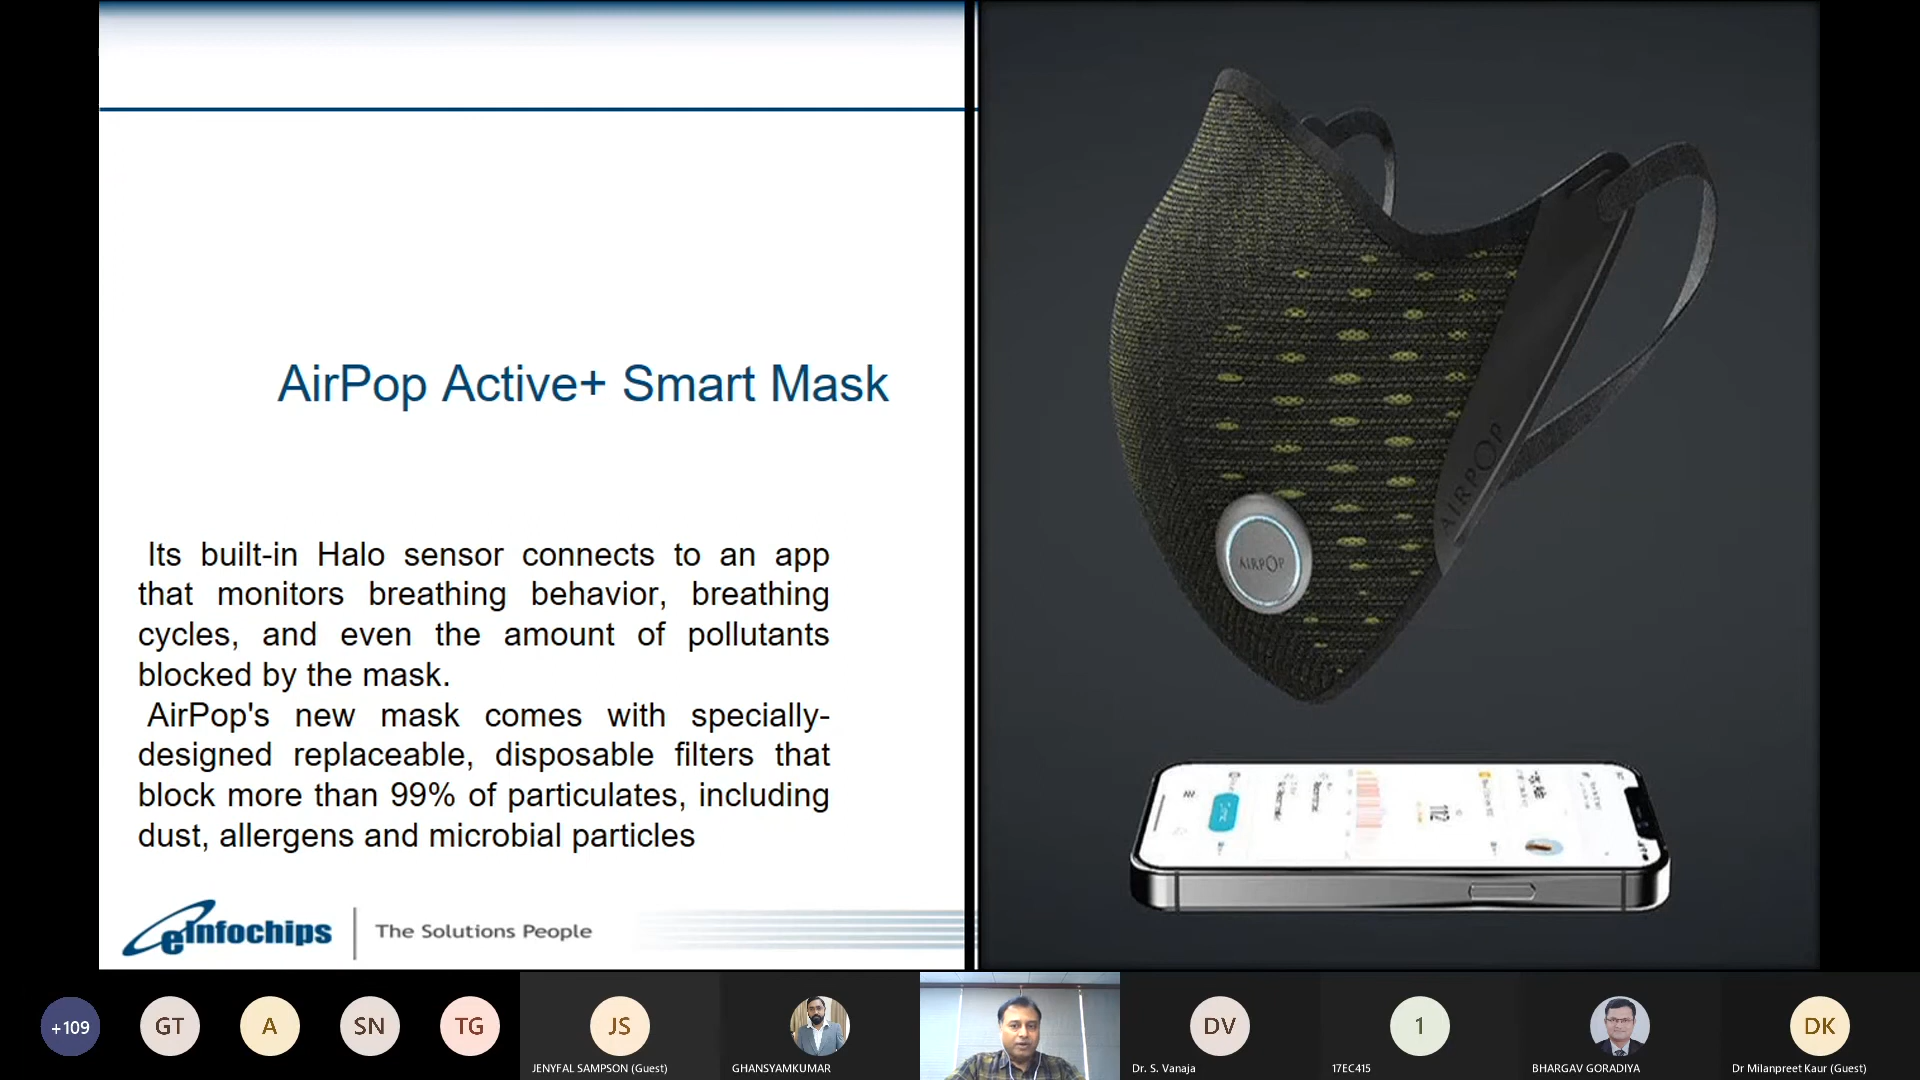 AirPop Active+ Smart Mask
Its built-in Halo sensor connects to an app
that monitors breathing behavior, breathing
cycles, and even the amount of pollutants
blocked by the mask.
AirPop's new mask comes with specially-
designed replaceable, disposable filters that
block more than 99% of particulates, including
dust, allergens and microbial particles
eInfochips
The Solutions People
AIRPOP
AIRPOP
112
+109
GT
A
SN
TG
JS
JENYFAL SAMPSON (Guest)
GHANSYAMKUMAR
DV
Dr. S. Vanaja
1
17EC415
BHARGAV GORADIYA
DK
Dr Milanpreet Kaur (Guest)